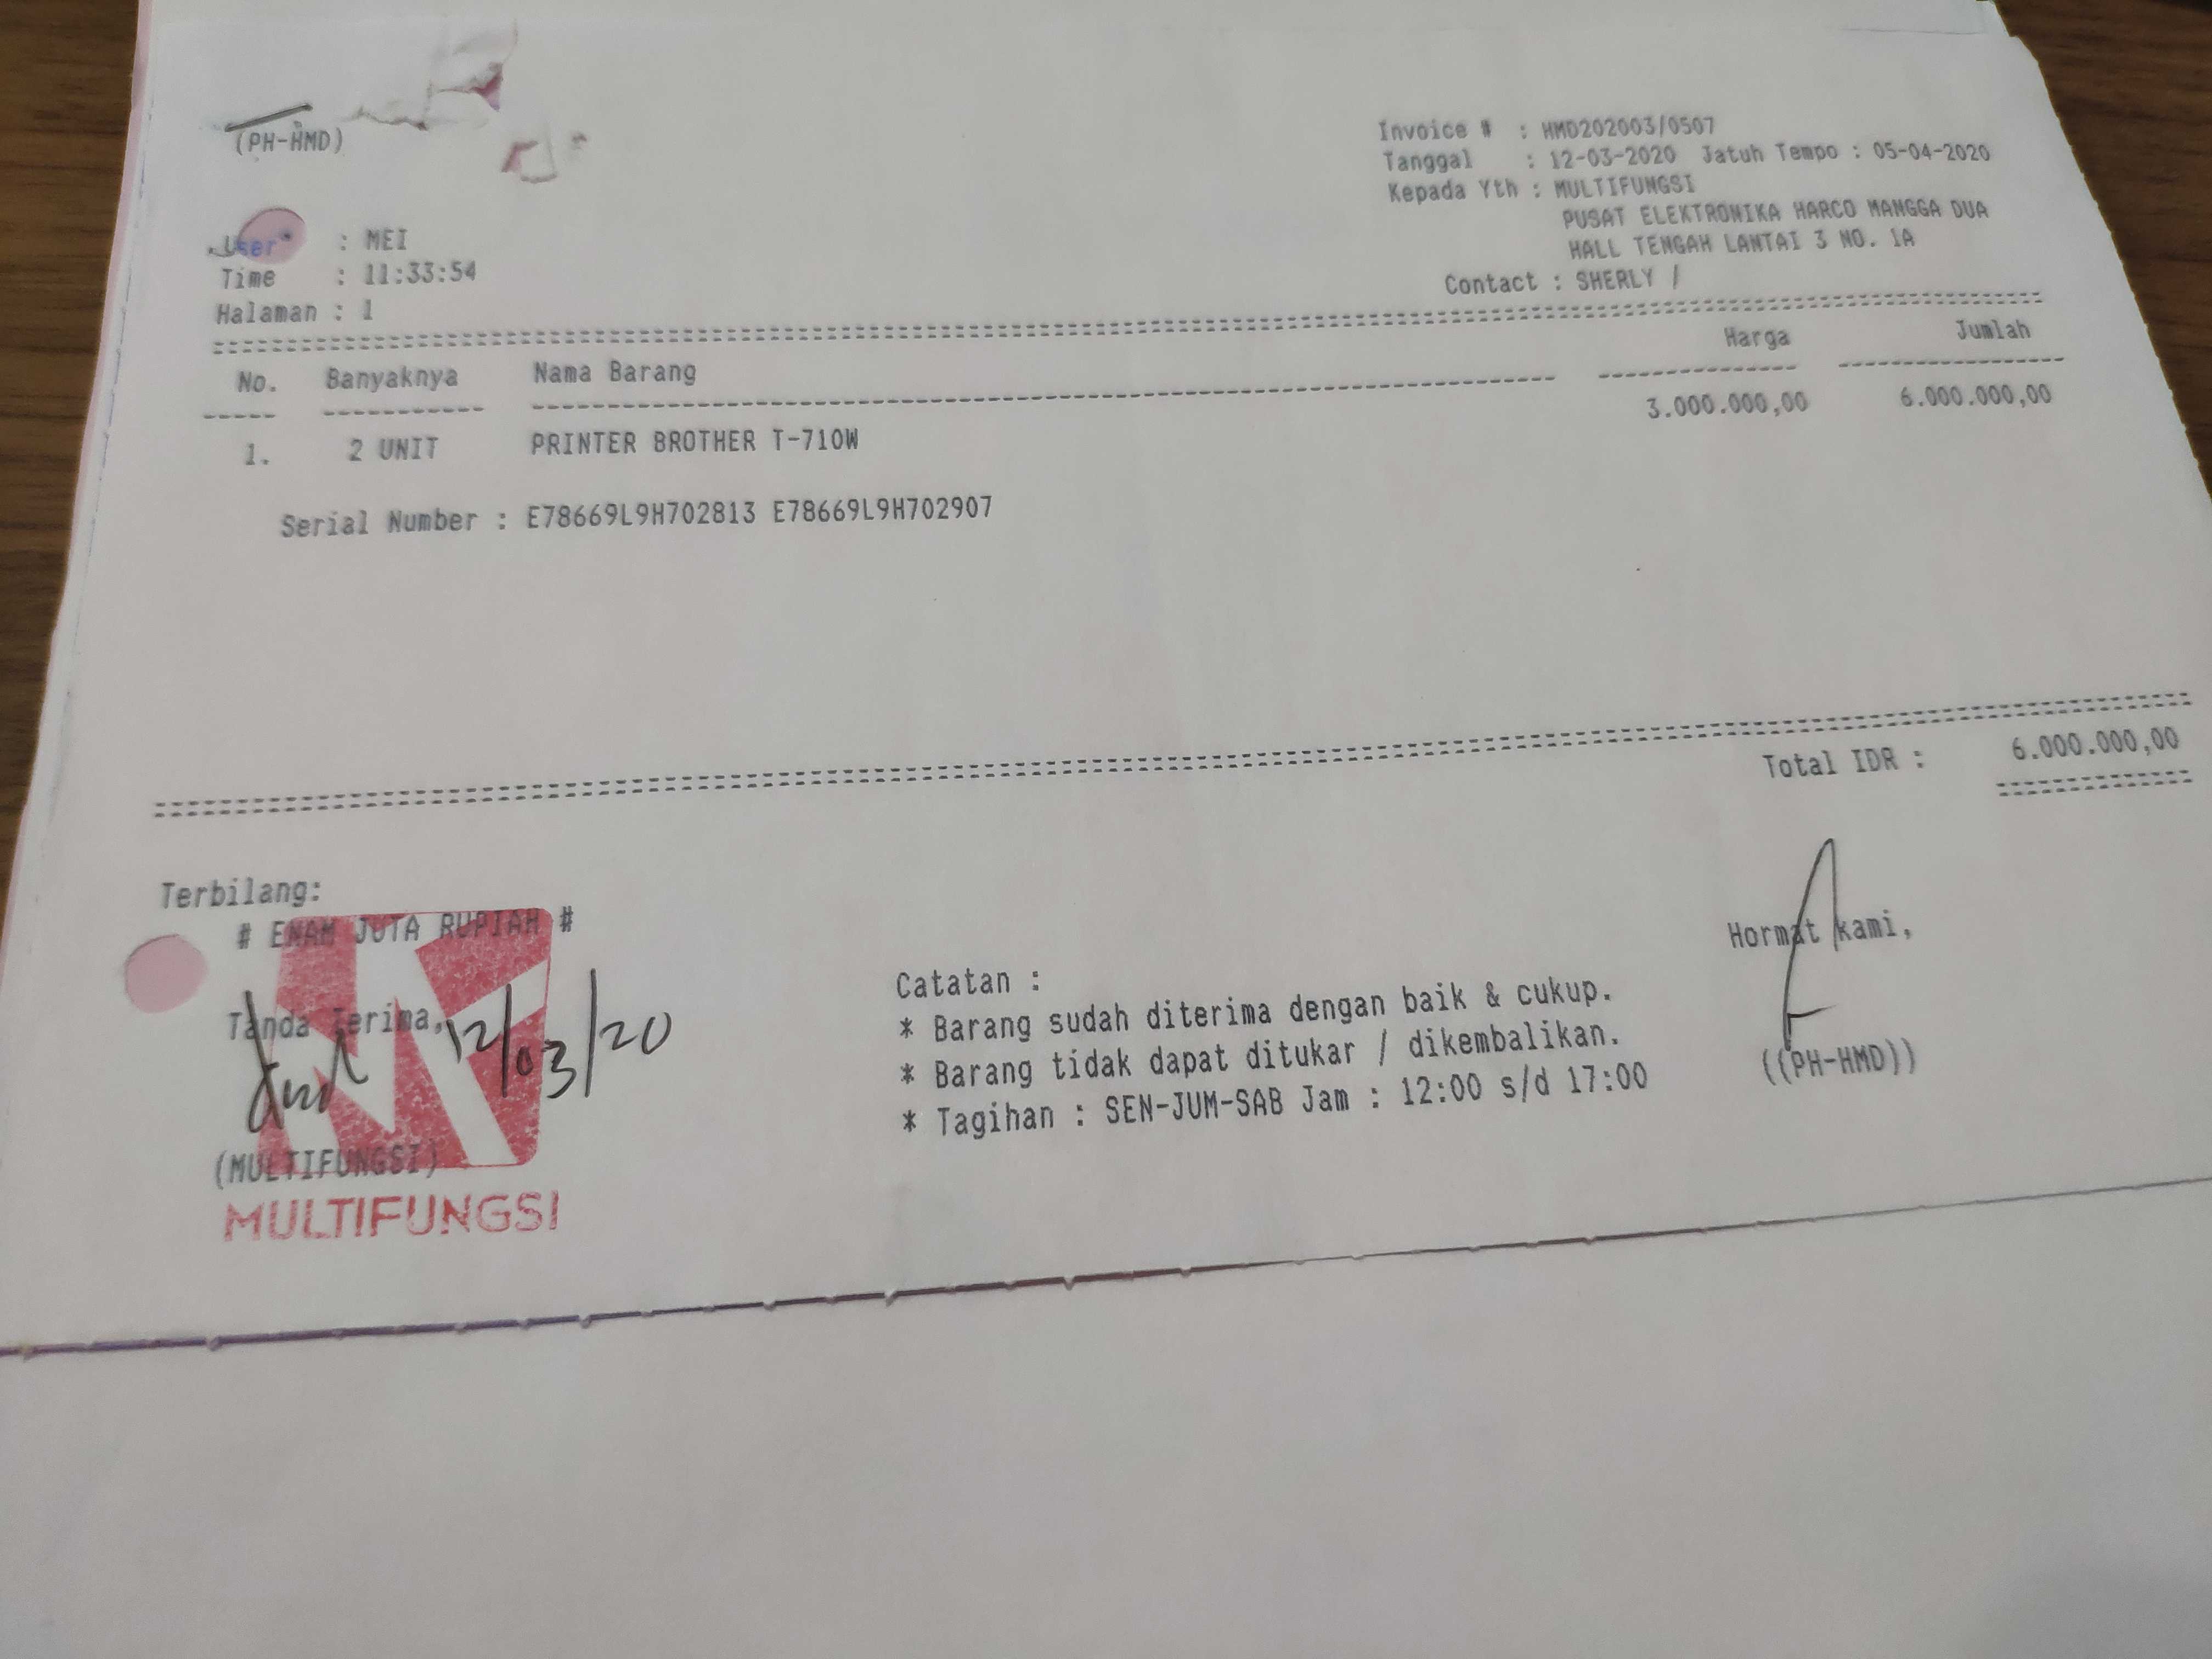 (PH-HMD)
Invoice # : HMD202003/0507
Tanggal : 12-03-2020 Jatuh Tempo : 05-04-2020
Kepada Yth : MULTIFUNGSI
PUSAT ELEKTRONIKA HARCO MANGGA DUA
HALL TENGAH LANTAI 3 NO. 1A
Contact : SHERLY /
User : MEI
Time : 11:33:54
Halaman : 1
No. Banyaknya Nama Barang Harga Jumlah
1. 2 UNIT PRINTER BROTHER T-710W 3.000.000,00 6.000.000,00
Serial Number : E78669L9H702813 E78669L9H702907
Total IDR : 6.000.000,00
Terbilang:
# ENAM JUTA RUPIAH #
Tanda Terima,
12/03/20
(MULTIFUNGSI)
MULTIFUNGSI
Catatan :
* Barang sudah diterima dengan baik & cukup.
* Barang tidak dapat ditukar / dikembalikan.
* Tagihan : SEN-JUM-SAB Jam : 12:00 s/d 17:00
Hormat kami,
((PH-HMD))